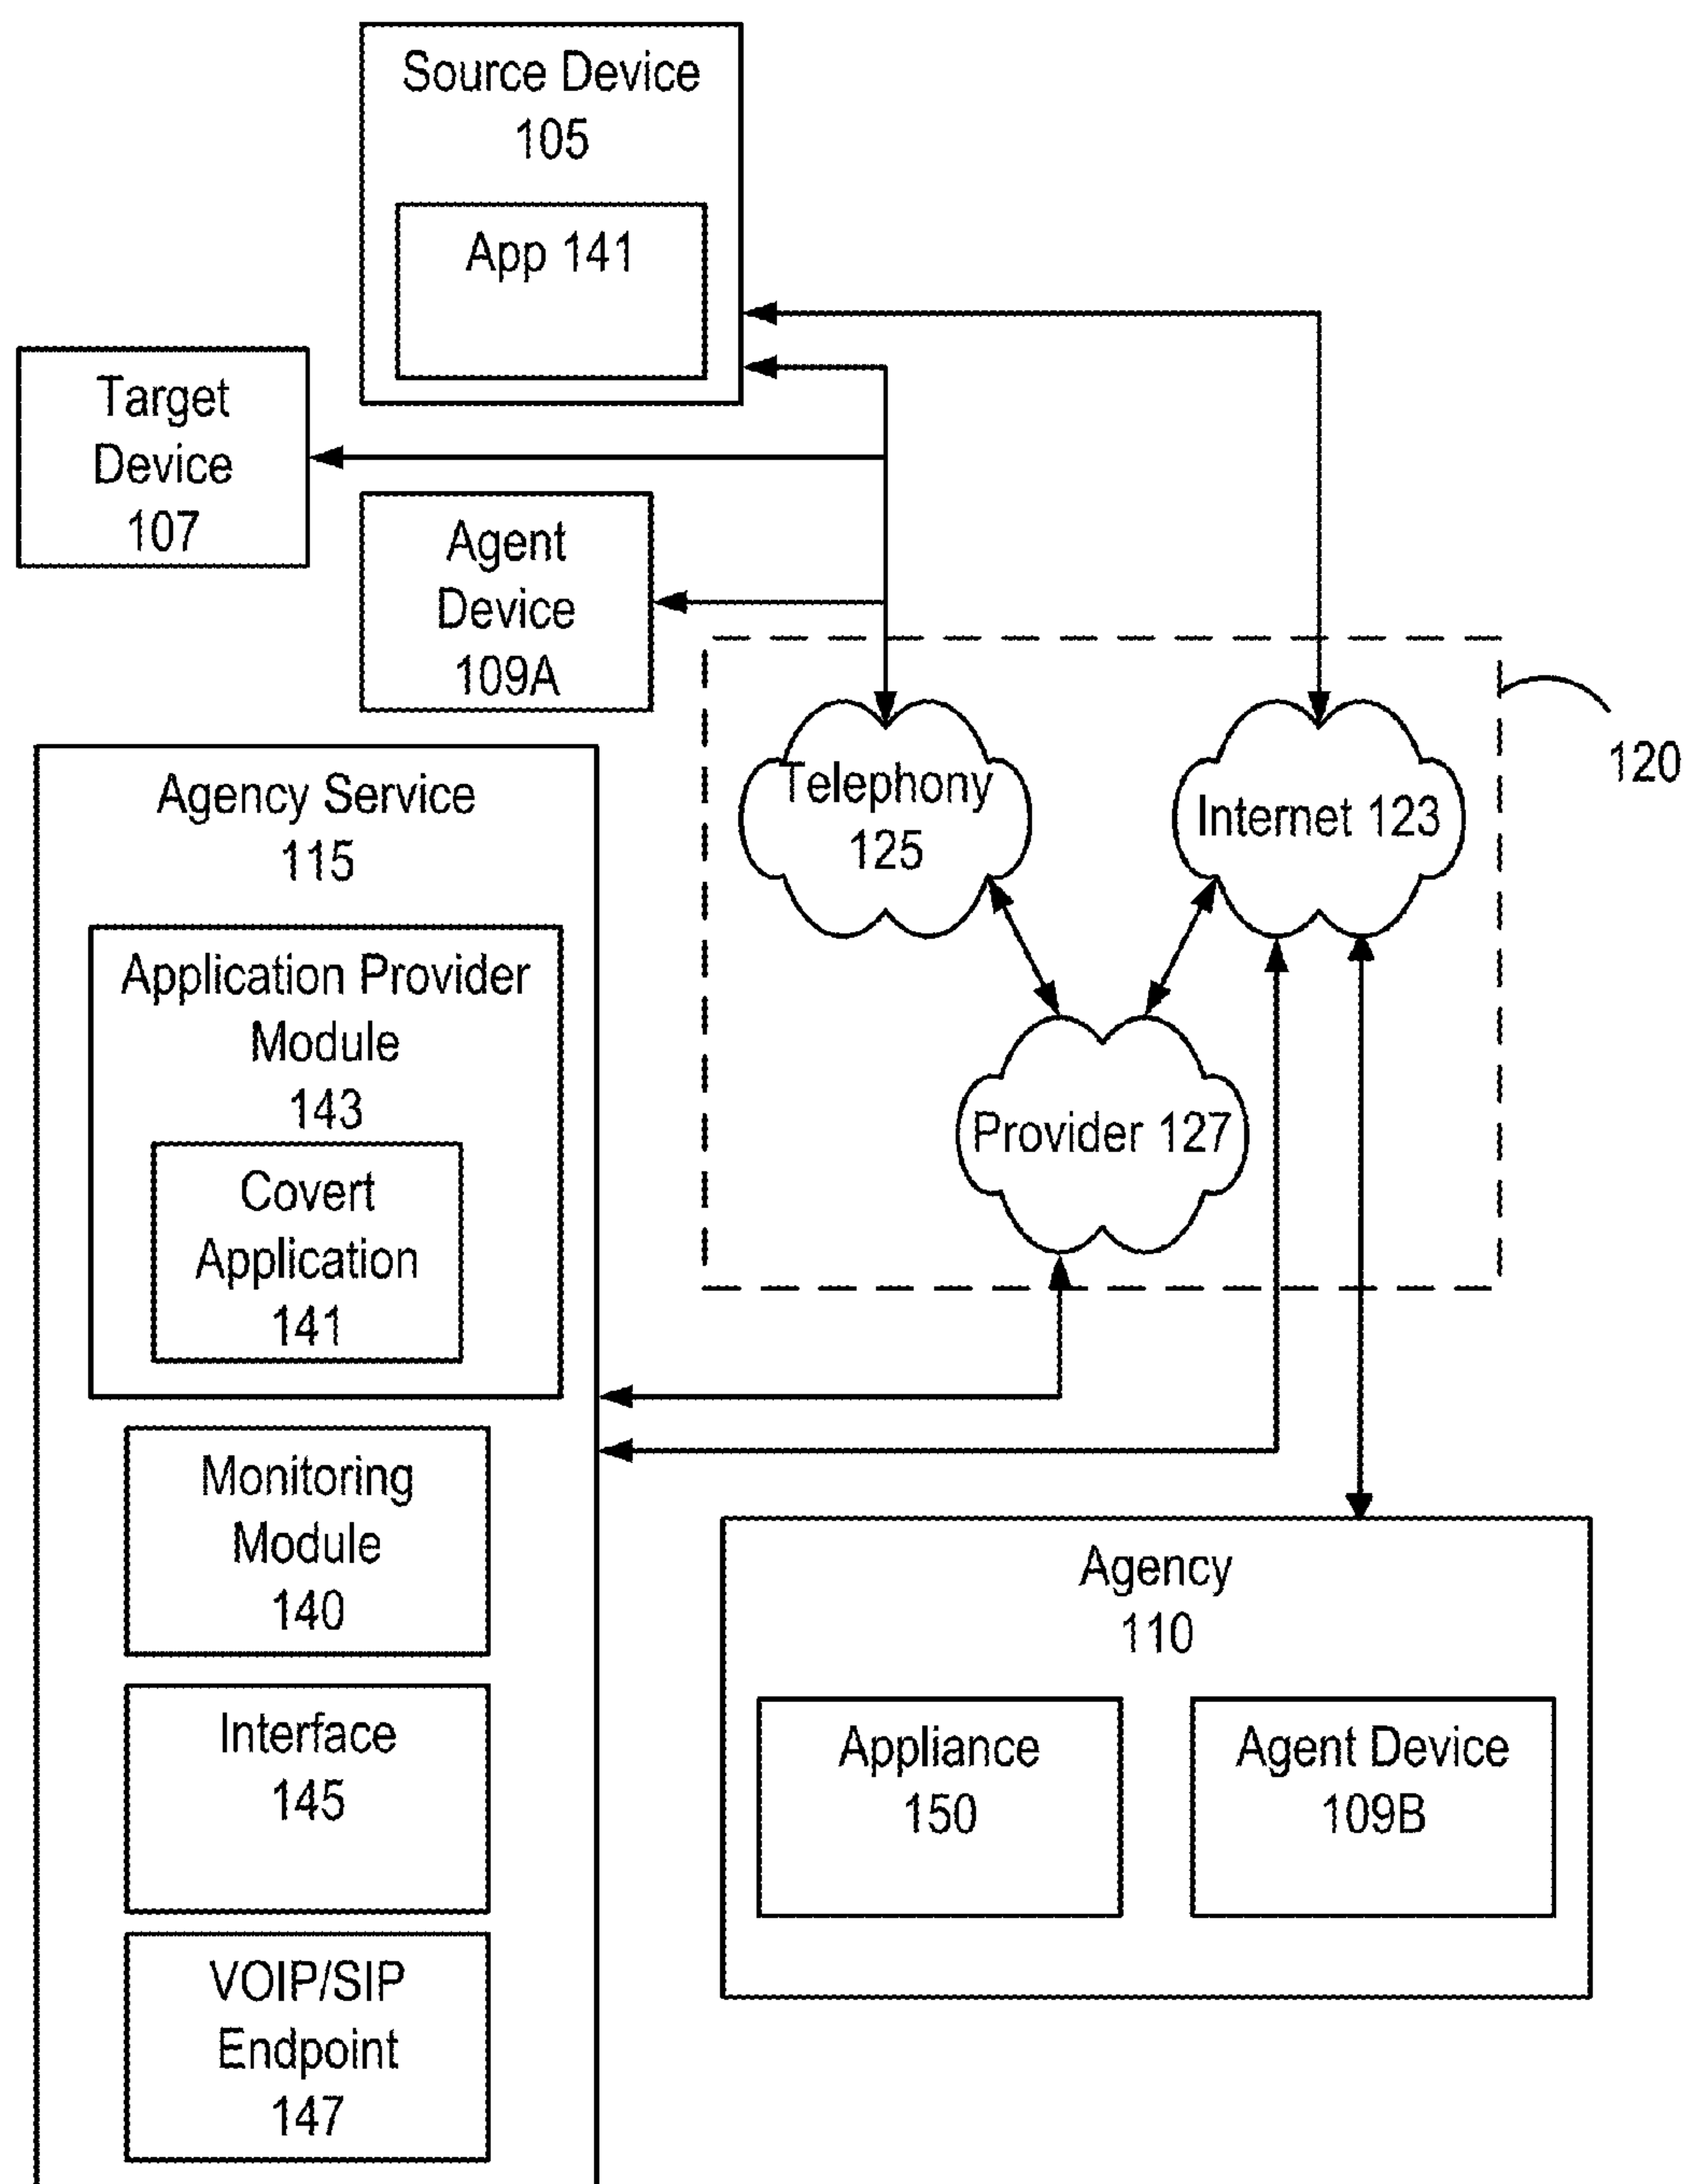 Source Device
105
App 141
Target
Device
107
Agent
Device
109A
120
Telephony
125
Internet 123
Provider 127
Agency Service
115
Application Provider
Module
143
Covert
Application
141
Monitoring
Module
140
Interface
145
VOIP/SIP
Endpoint
147
Agency
110
Appliance
150
Agent Device
109B